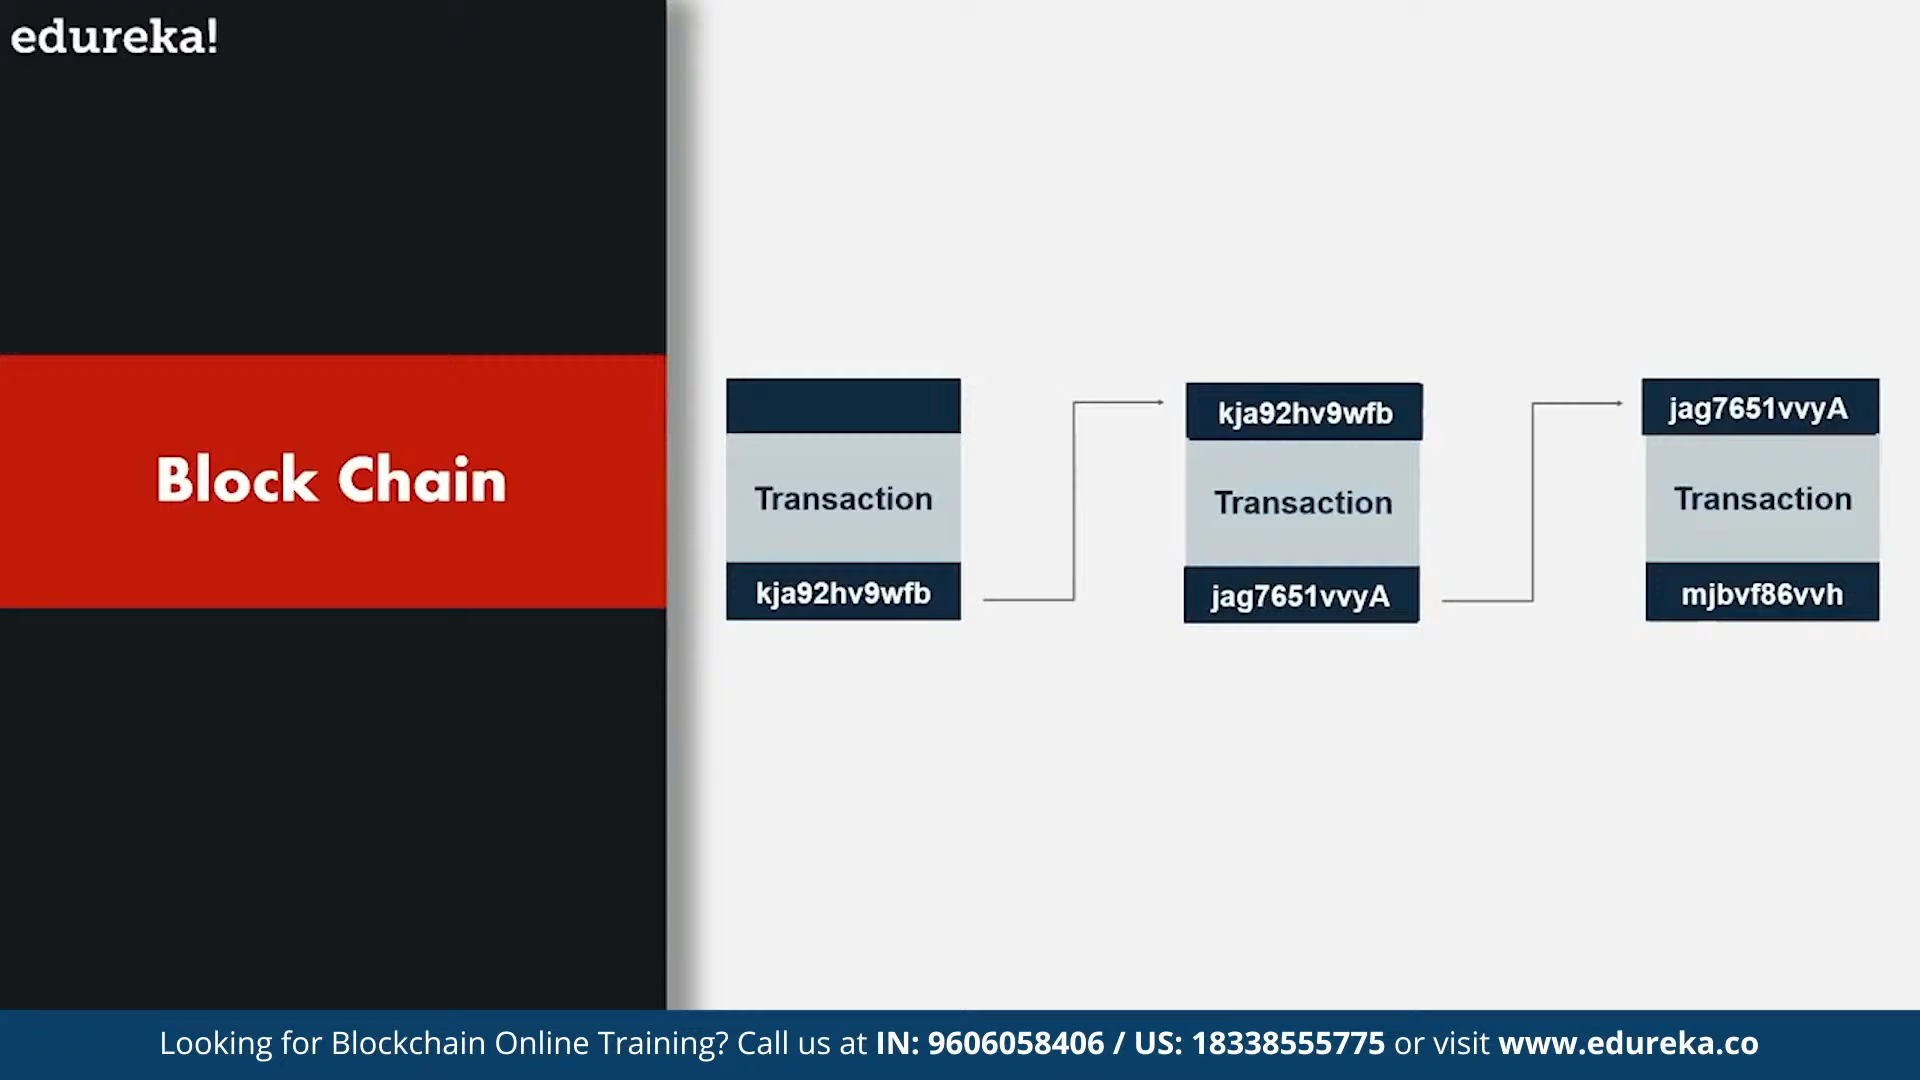 edureka!
Block Chain
Transaction
kja92hv9wfb
kja92hv9wfb
Transaction
jag7651vvyA
jag7651vvyA
Transaction
mjbvf86vvh
Looking for Blockchain Online Training? Call us at IN: 9606058406 / US: 18338555775 or visit www.edureka.co